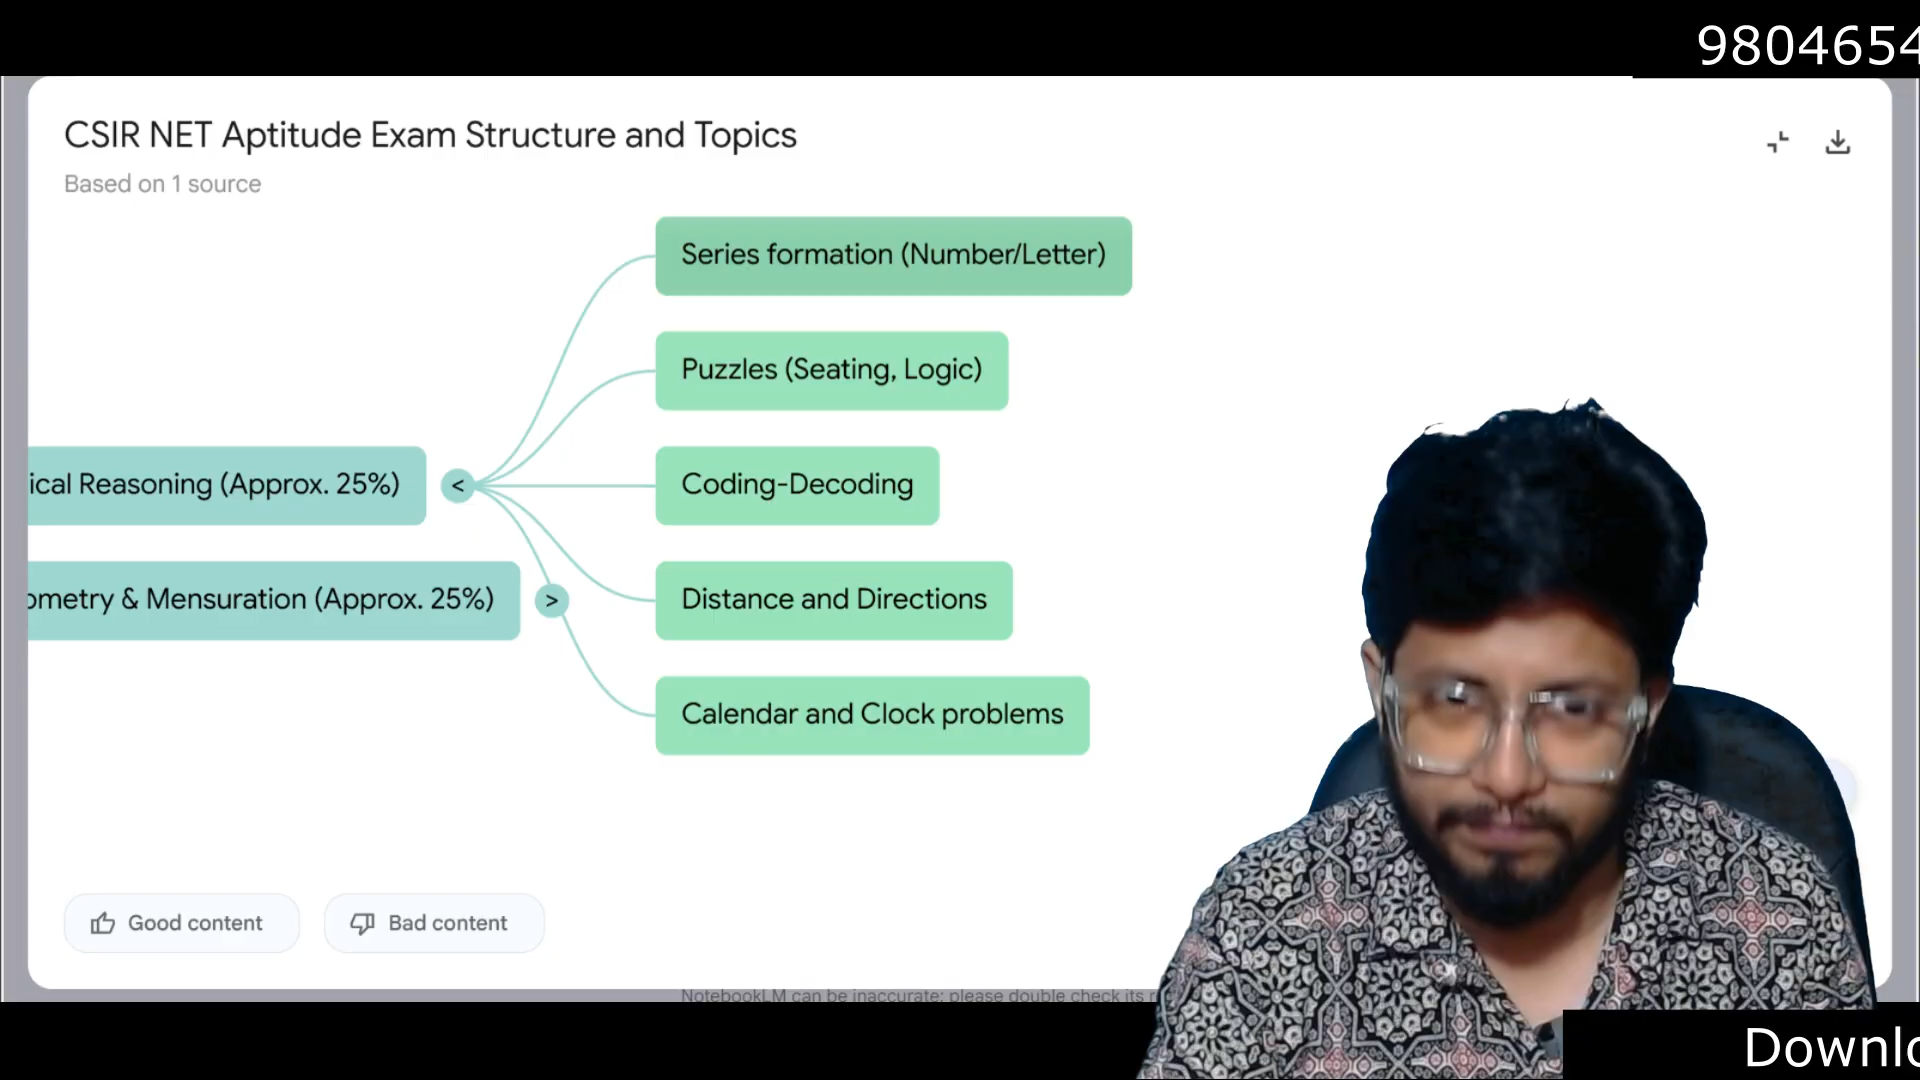 9804654
CSIR NET Aptitude Exam Structure and Topics
Based on 1 source
Series formation (Number/Letter)
Puzzles (Seating, Logic)
ical Reasoning (Approx. 25%)
<
Coding-Decoding
ometry & Mensuration (Approx. 25%)
>
Distance and Directions
Calendar and Clock problems
Good content
Bad content
NotebookLM can be inaccurate; please double check its
Downlo